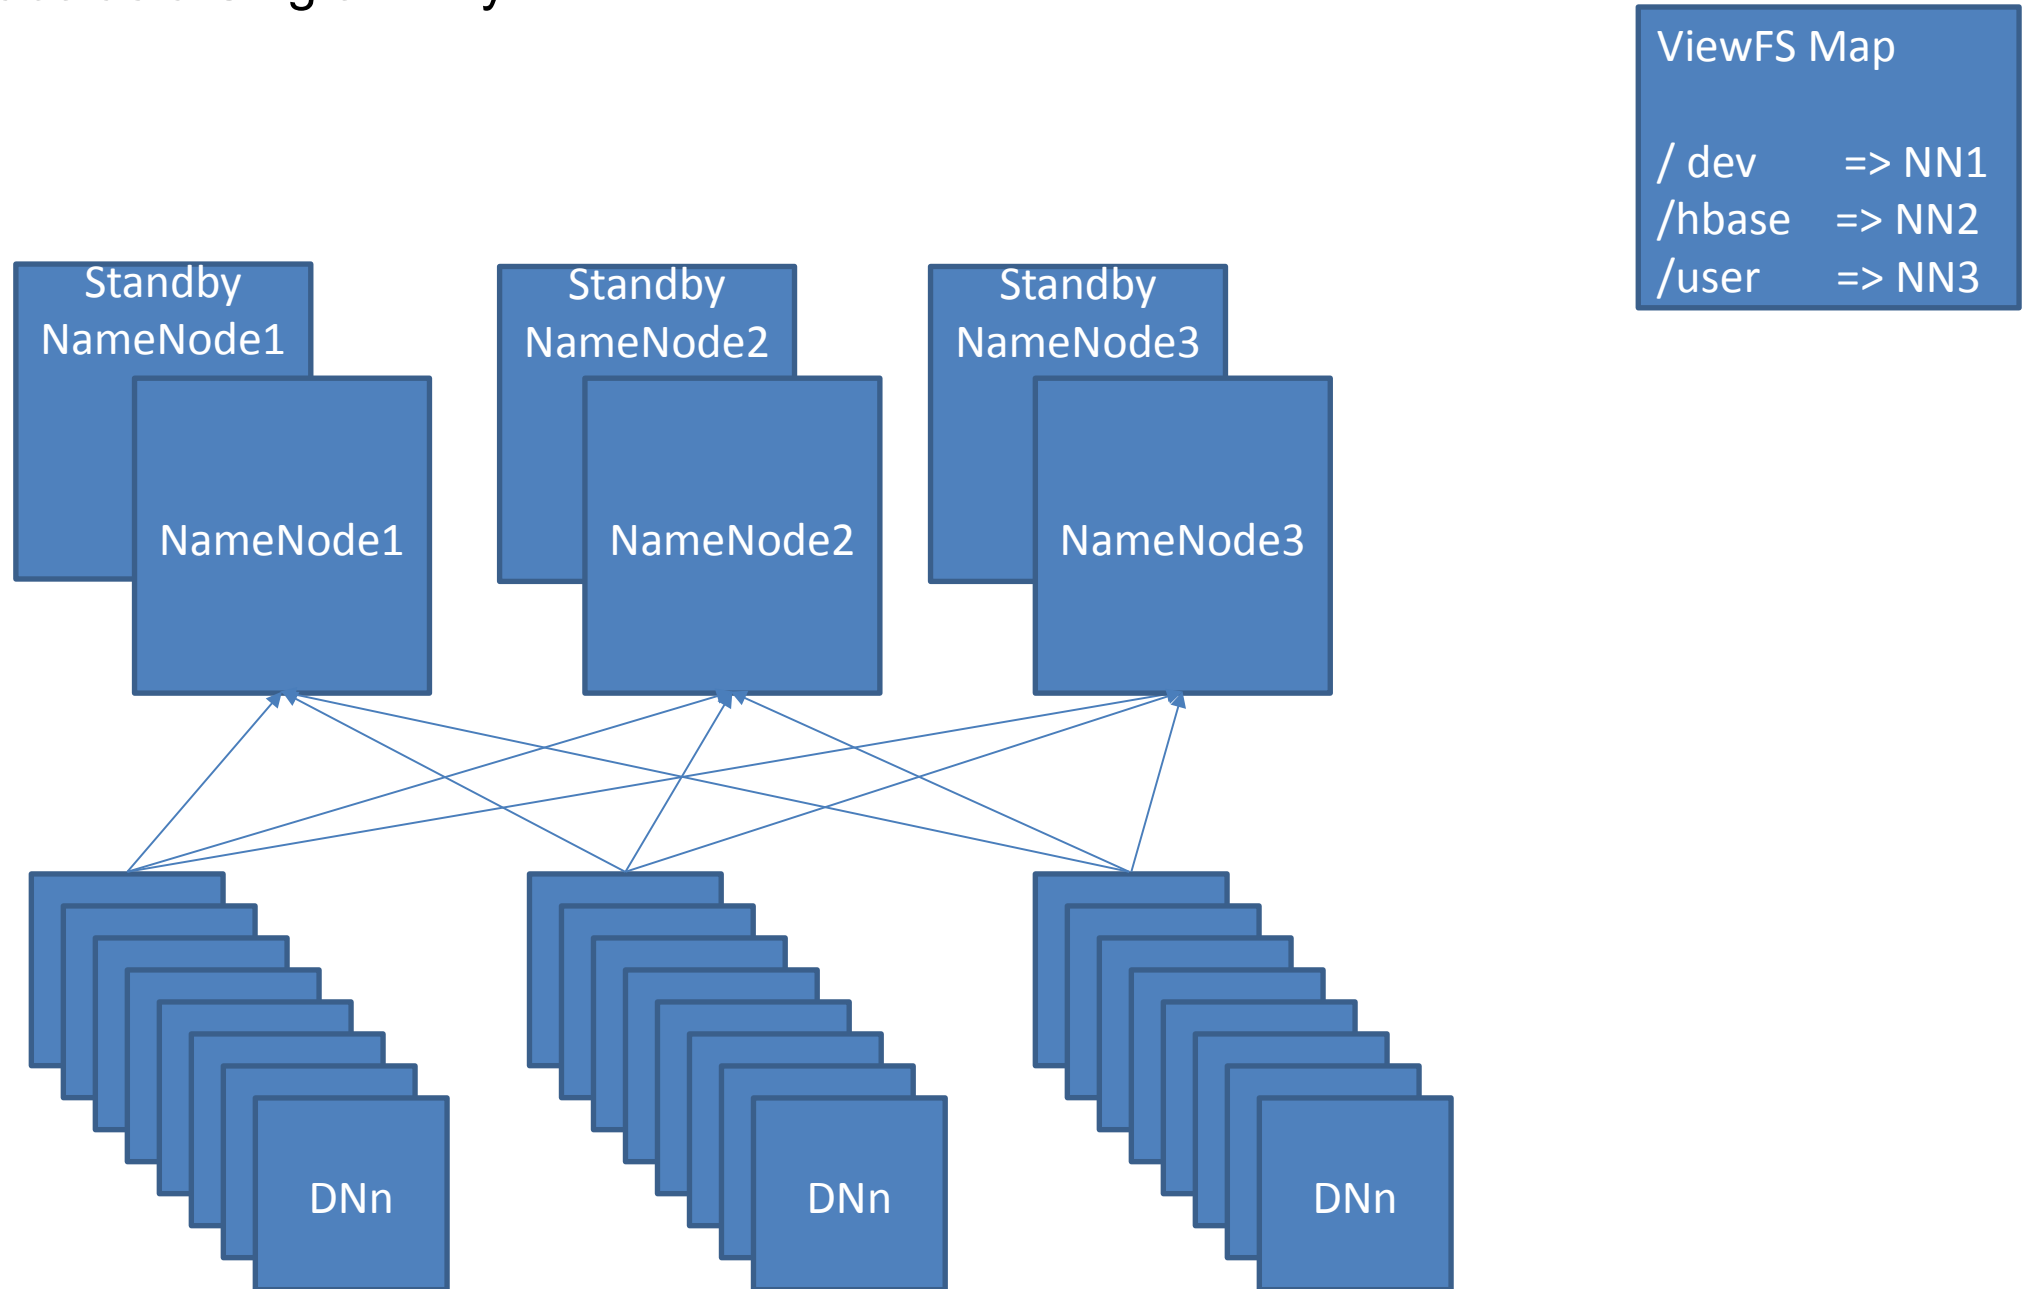 ViewFS Map
/ dev => NN1
/hbase => NN2
/user => NN3
Standby
NameNode1
Standby
NameNode2
Standby
NameNode3
NameNode1
NameNode2
NameNode3
DNn
DNn
DNn